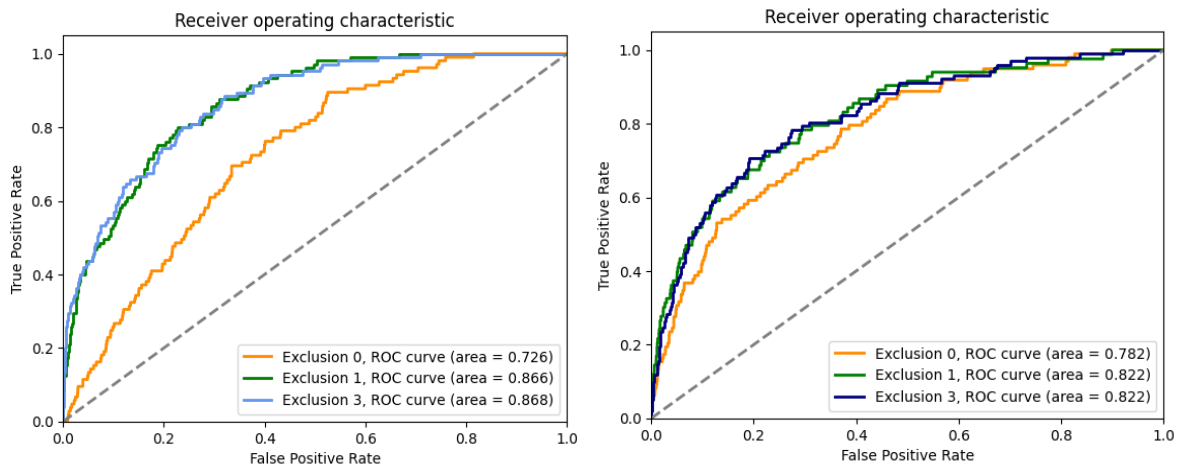 Receiver operating characteristic
1.0
0.8
0.6
0.4
0.2
0.0
True Positive Rate
Exclusion 0, ROC curve (area = 0.726)
Exclusion 1, ROC curve (area = 0.866)
Exclusion 3, ROC curve (area = 0.868)
0.0 0.2 0.4 0.6 0.8 1.0
False Positive Rate
Receiver operating characteristic
1.0
0.8
0.6
0.4
0.2
0.0
True Positive Rate
Exclusion 0, ROC curve (area = 0.782)
Exclusion 1, ROC curve (area = 0.822)
Exclusion 3, ROC curve (area = 0.822)
0.0 0.2 0.4 0.6 0.8 1.0
False Positive Rate